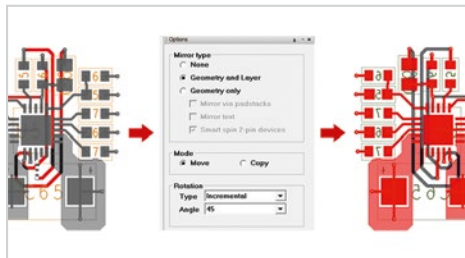 Options
Mirror type
None
Geometry and Layer
Geometry only
Mirror via padstacks
Mirror text
Smart spin 2-pin devices
Mode
Move
Copy
Rotation
Type Incremental
Angle 45